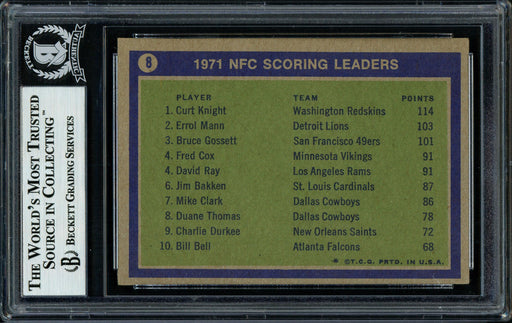 8
1971 NFC SCORING LEADERS
PLAYER TEAM POINTS
1. Curt Knight Washington Redskins 114
2. Errol Mann Detroit Lions 103
3. Bruce Gossett San Francisco 49ers 101
4. Fred Cox Minnesota Vikings 91
4. David Ray Los Angeles Rams 91
6. Jim Bakken St. Louis Cardinals 87
7. Mike Clark Dallas Cowboys 86
8. Duane Thomas Dallas Cowboys 78
9. Charlie Durkee New Orleans Saints 72
10. Bill Bell Atlanta Falcons 68
* ©T.C.G. PRTD. IN U.S.A.
BECKETT
AUTHENTIC
THE WORLD'S MOST TRUSTED
SOURCE IN COLLECTING™
BECKETT GRADING SERVICES